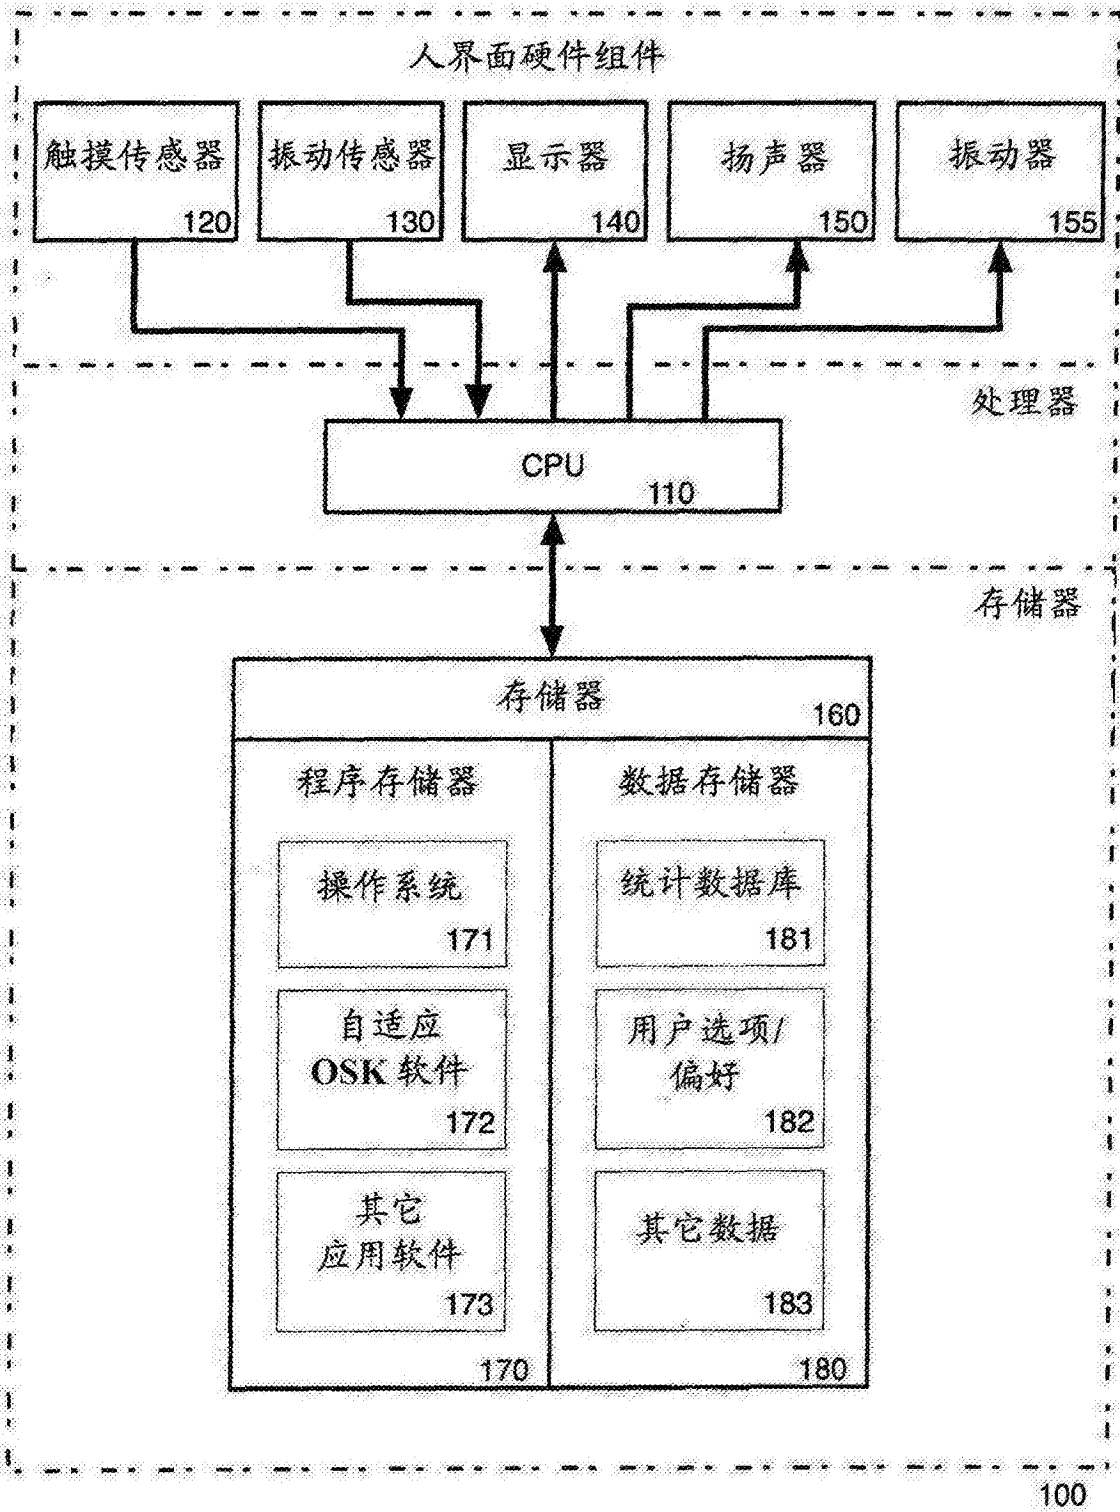 人界面硬件组件
触摸传感器
120
振动传感器
130
显示器
140
扬声器
150
振动器
155
处理器
CPU
110
存储器
存储器
160
程序存储器
操作系统
171
自适应
OSK 软件
172
其它
应用软件
173
170
数据存储器
统计数据库
181
用户选项/
偏好
182
其它数据
183
180
100